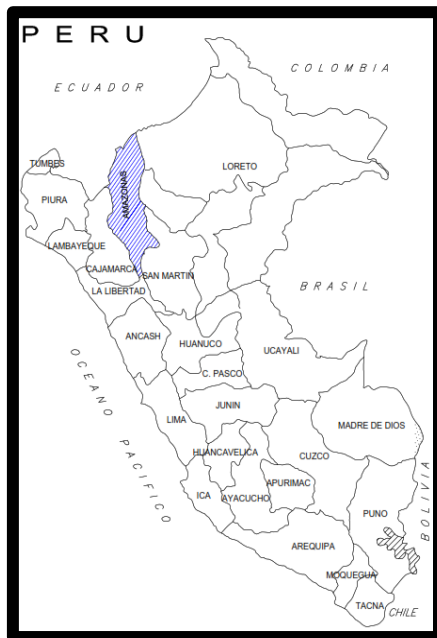 PERU
COLOMBIA
ECUADOR
TUMBES
LORETO
PIURA
AMAZONAS
LAMBAYEQUE
CAJAMARCA
SAN MARTIN
BRASIL
LA LIBERTAD
ANCASH
HUANUCO
UCAYALI
C. PASCO
OCEANO PACIFICO
LIMA
JUNIN
MADRE DE DIOS
HUANCAVELICA
CUZCO
ICA
AYACUCHO
APURIMAC
PUNO
BOLIVIA
AREQUIPA
MOQUEGUA
TACNA
CHILE